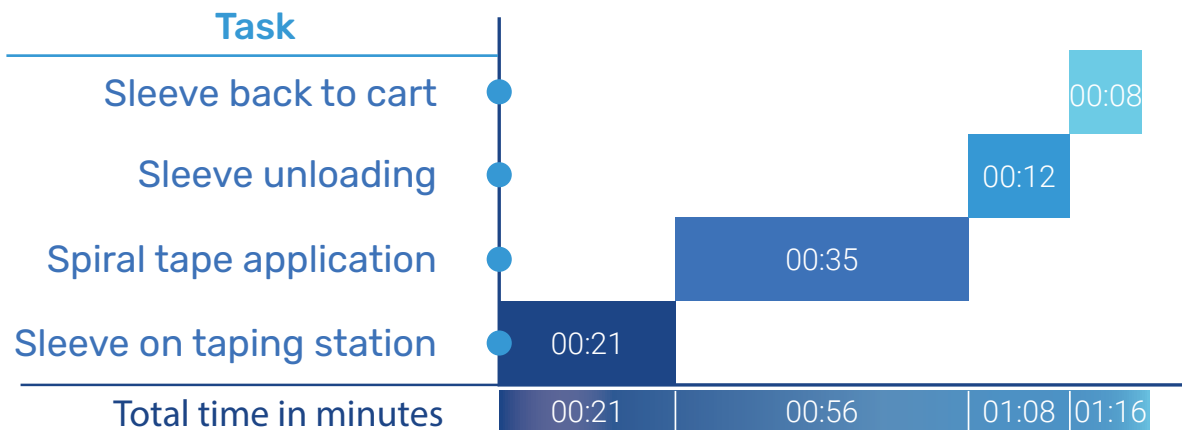 Task
Sleeve back to cart 00:08
Sleeve unloading 00:12
Spiral tape application 00:35
Sleeve on taping station 00:21
Total time in minutes 00:21 00:56 01:08 01:16